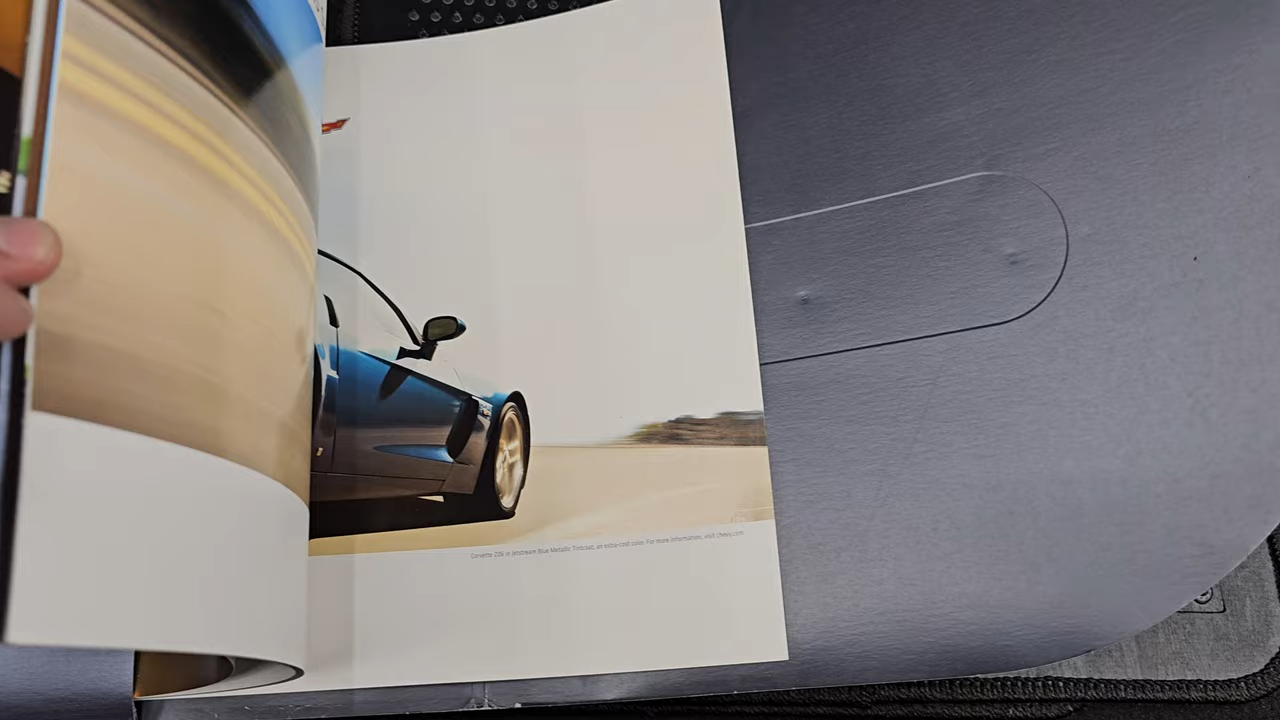 Corvette Z06 in Jetstream Blue Metallic Tintcoat, an extra-cost color. For more information, visit chevy.com.